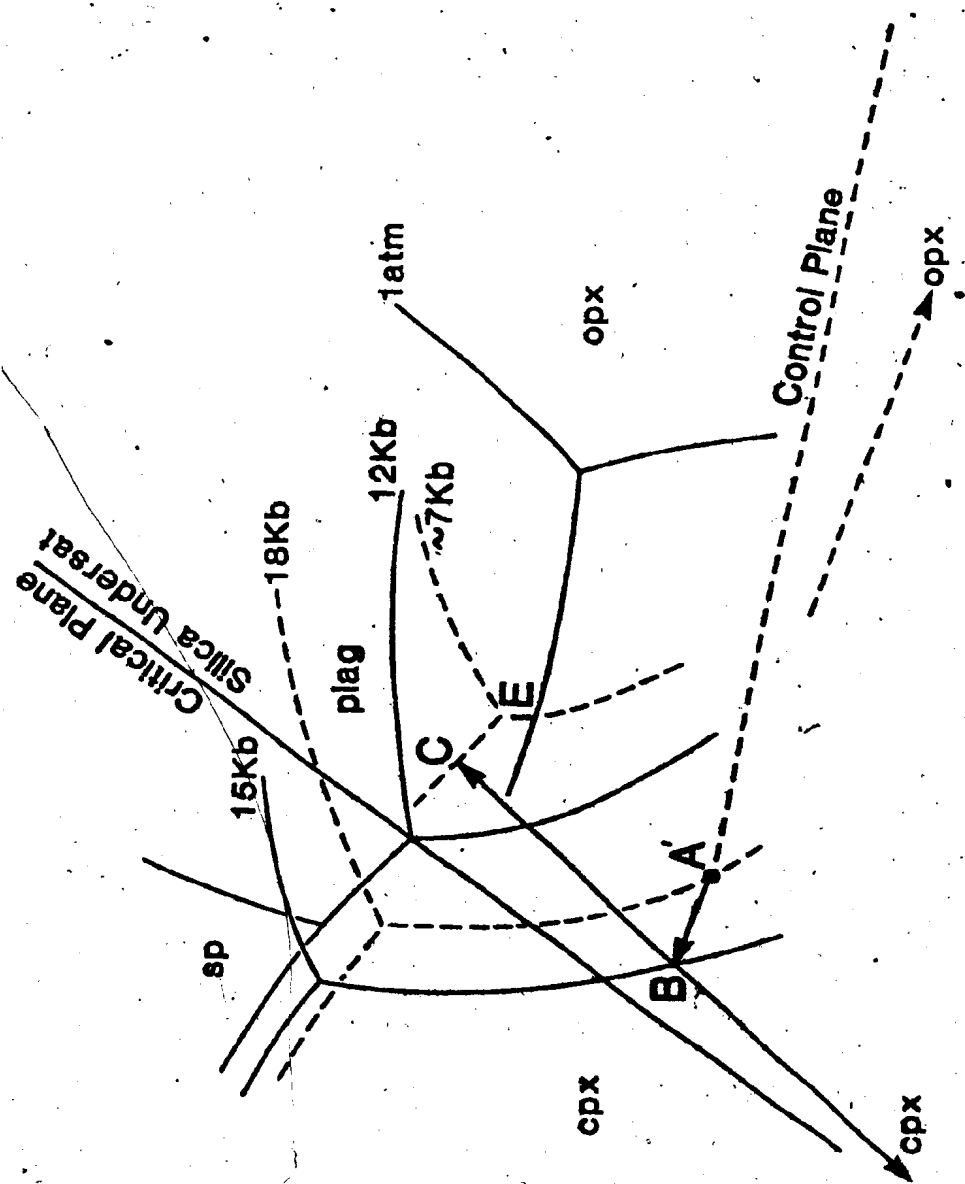 Critical Plane
Silica Undersat
18Kb
15Kb
12Kb
~7Kb
1atm
plag
sp
C
E
opx
Control Plane
A
B
opx
cpx
cpx